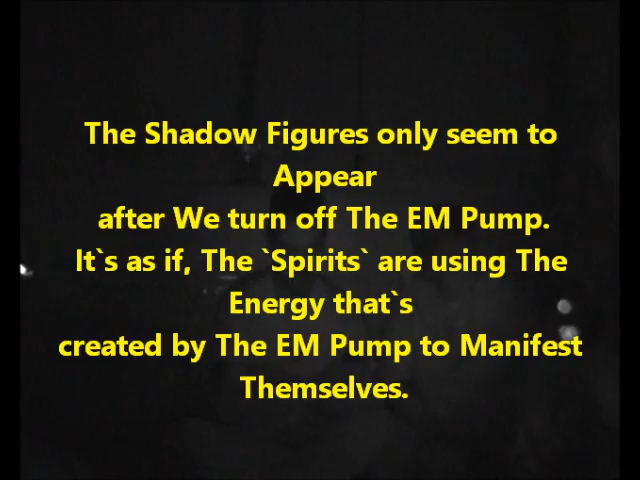 The Shadow Figures only seem to
Appear
after We turn off The EM Pump.
It`s as if, The `Spirits` are using The
Energy that`s
created by The EM Pump to Manifest
Themselves.